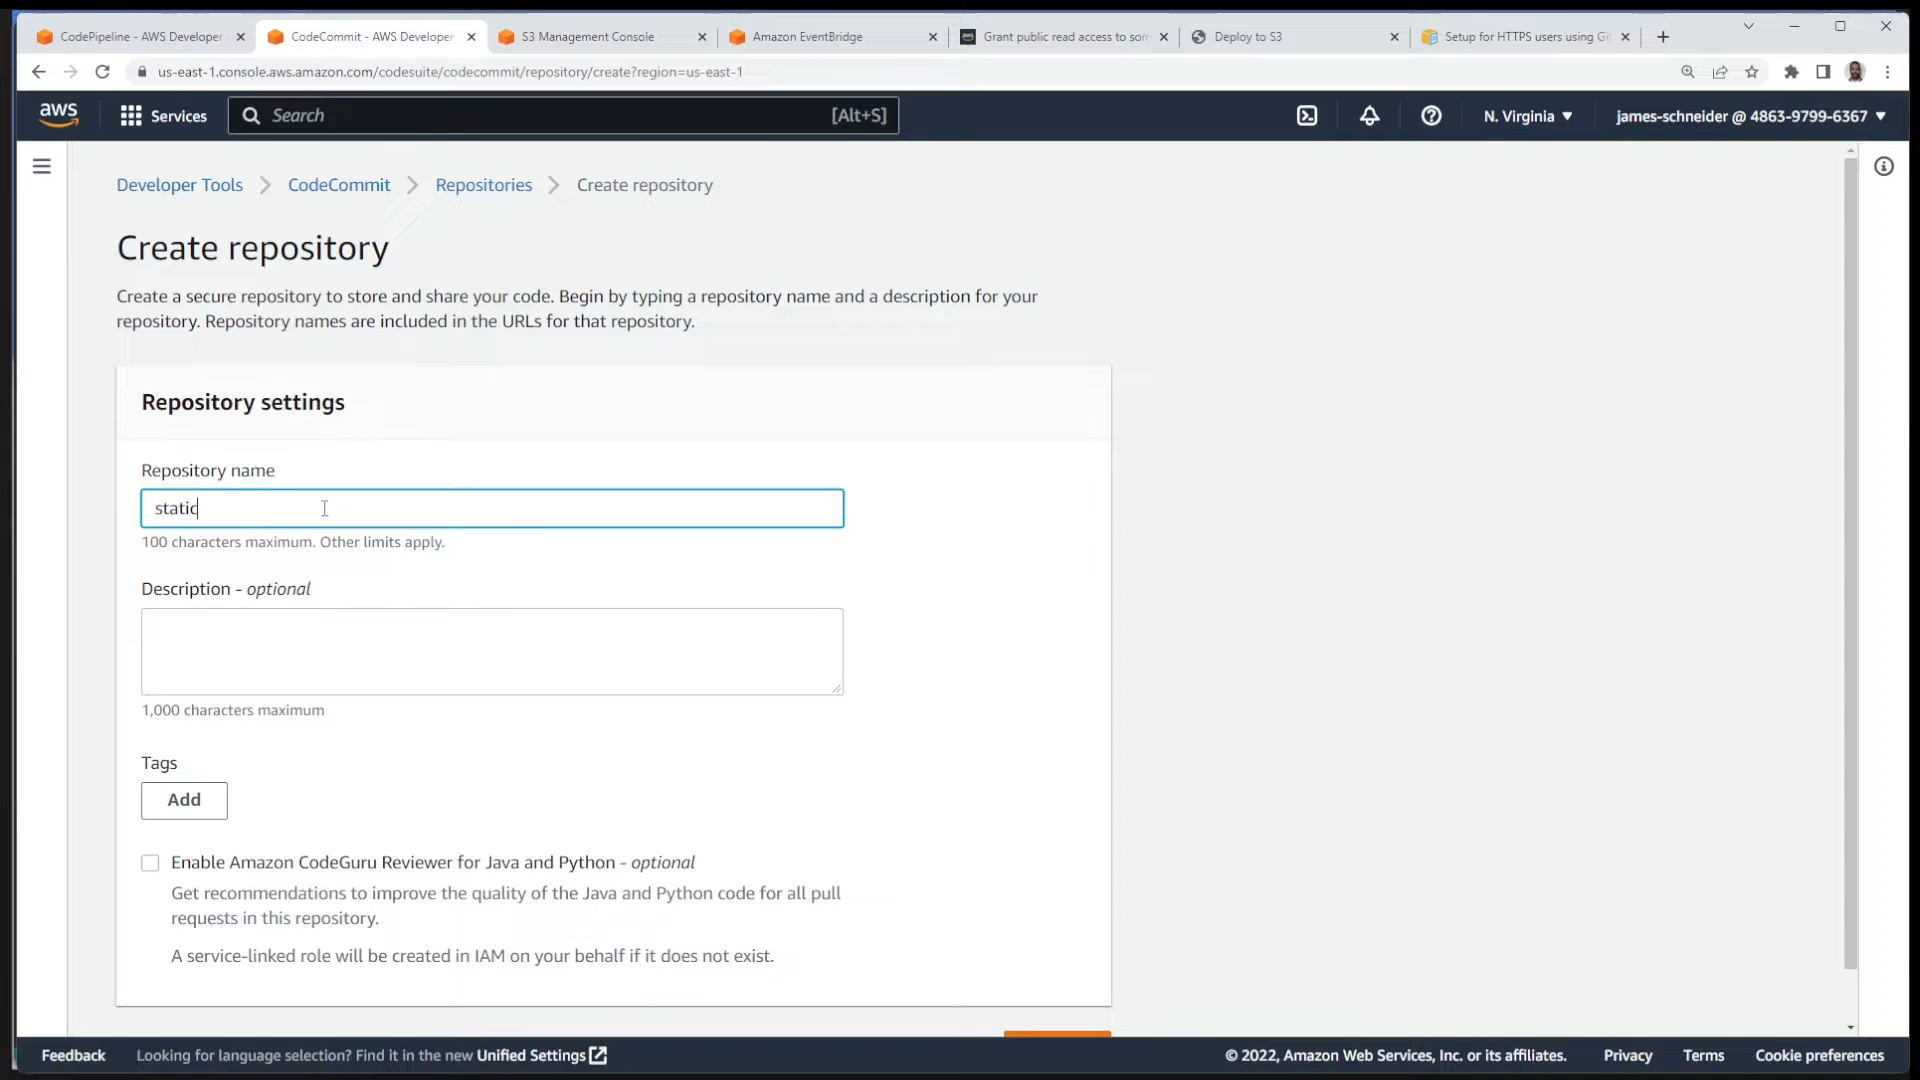 CodePipeline - AWS Developer
CodeCommit - AWS Developer
S3 Management Console
Amazon EventBridge
Grant public read access to som
Deploy to S3
Setup for HTTPS users using Gi
us-east-1.console.aws.amazon.com/codesuite/codecommit/repository/create?region=us-east-1
aws
Services
Search
[Alt+S]
N. Virginia
james-schneider @ 4863-9799-6367
Developer Tools
CodeCommit
Repositories
Create repository
Create repository
Create a secure repository to store and share your code. Begin by typing a repository name and a description for your
repository. Repository names are included in the URLs for that repository.
Repository settings
Repository name
static
100 characters maximum. Other limits apply.
Description - optional
1,000 characters maximum
Tags
Add
Enable Amazon CodeGuru Reviewer for Java and Python - optional
Get recommendations to improve the quality of the Java and Python code for all pull
requests in this repository.
A service-linked role will be created in IAM on your behalf if it does not exist.
Feedback
Looking for language selection? Find it in the new Unified Settings
© 2022, Amazon Web Services, Inc. or its affiliates.
Privacy
Terms
Cookie preferences